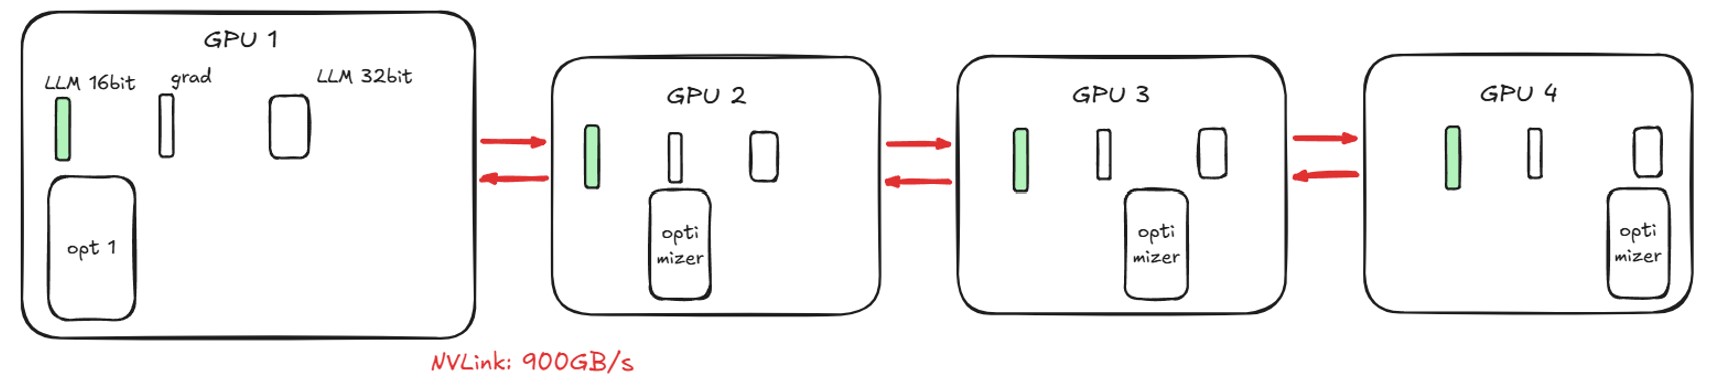 GPU 1
LLM 16bit
grad
LLM 32bit
opt 1
GPU 2
opti
mizer
GPU 3
opti
mizer
GPU 4
opti
mizer
NVLink: 900GB/s